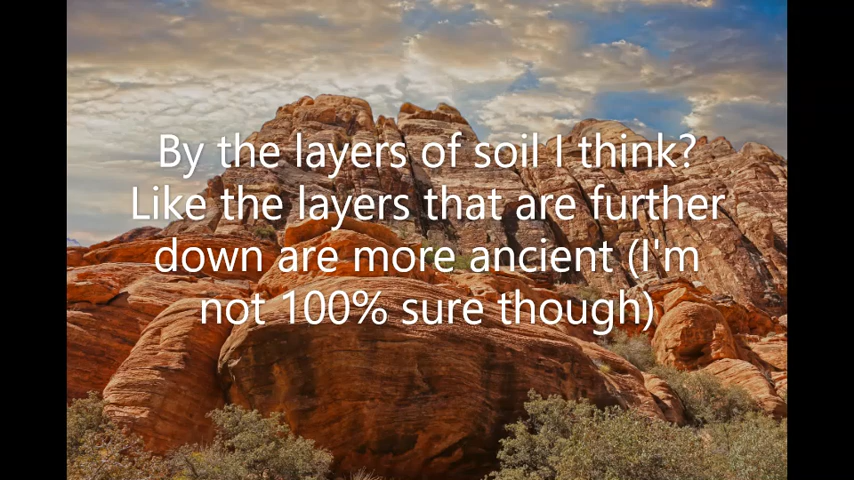 By the layers of soil I think?
Like the layers that are further
down are more ancient (I'm
not 100% sure though)